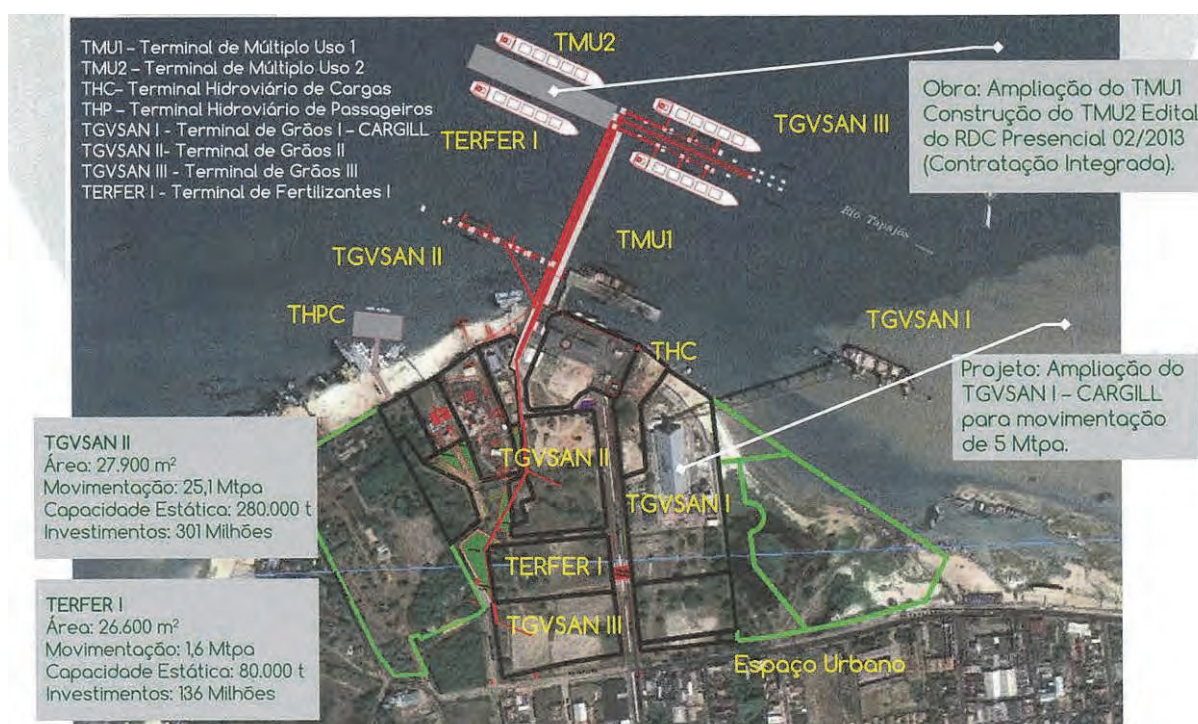 TMU1 – Terminal de Múltiplo Uso 1
TMU2 – Terminal de Múltiplo Uso 2
THC– Terminal Hidroviário de Cargas
THP – Terminal Hidroviário de Passageiros
TGVSAN I - Terminal de Grãos I – CARGILL
TGVSAN II- Terminal de Grãos II
TGVSAN III - Terminal de Grãos III
TERFER I - Terminal de Fertilizantes I
TMU2
TERFER I
TGVSAN III
Obra: Ampliação do TMU1
Construção do TMU2 Edital
do RDC Presencial 02/2013
(Contratação Integrada).
Rio Tapajós
TMU1
TGVSAN II
THPC
TGVSAN I
THC
Projeto: Ampliação do
TGVSAN I – CARGILL
para movimentação
de 5 Mtpa.
TGVSAN II
Área: 27.900 m²
Movimentação: 25,1 Mtpa
Capacidade Estática: 280.000 t
Investimentos: 301 Milhões
TGVSAN II
TGVSAN I
TERFER I
TGVSAN III
Espaço Urbano
TERFER I
Área: 26.600 m²
Movimentação: 1,6 Mtpa
Capacidade Estática: 80.000 t
Investimentos: 136 Milhões